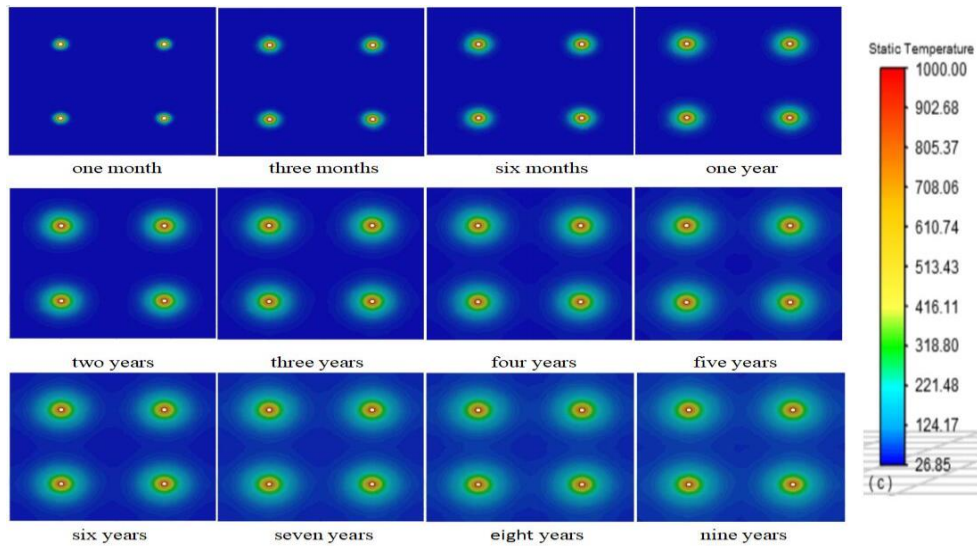 one month
three months
six months
one year
two years
three years
four years
five years
six years
seven years
eight years
nine years
Static Temperature
1000.00
902.68
805.37
708.06
610.74
513.43
416.11
318.80
221.48
124.17
26.85
(c)